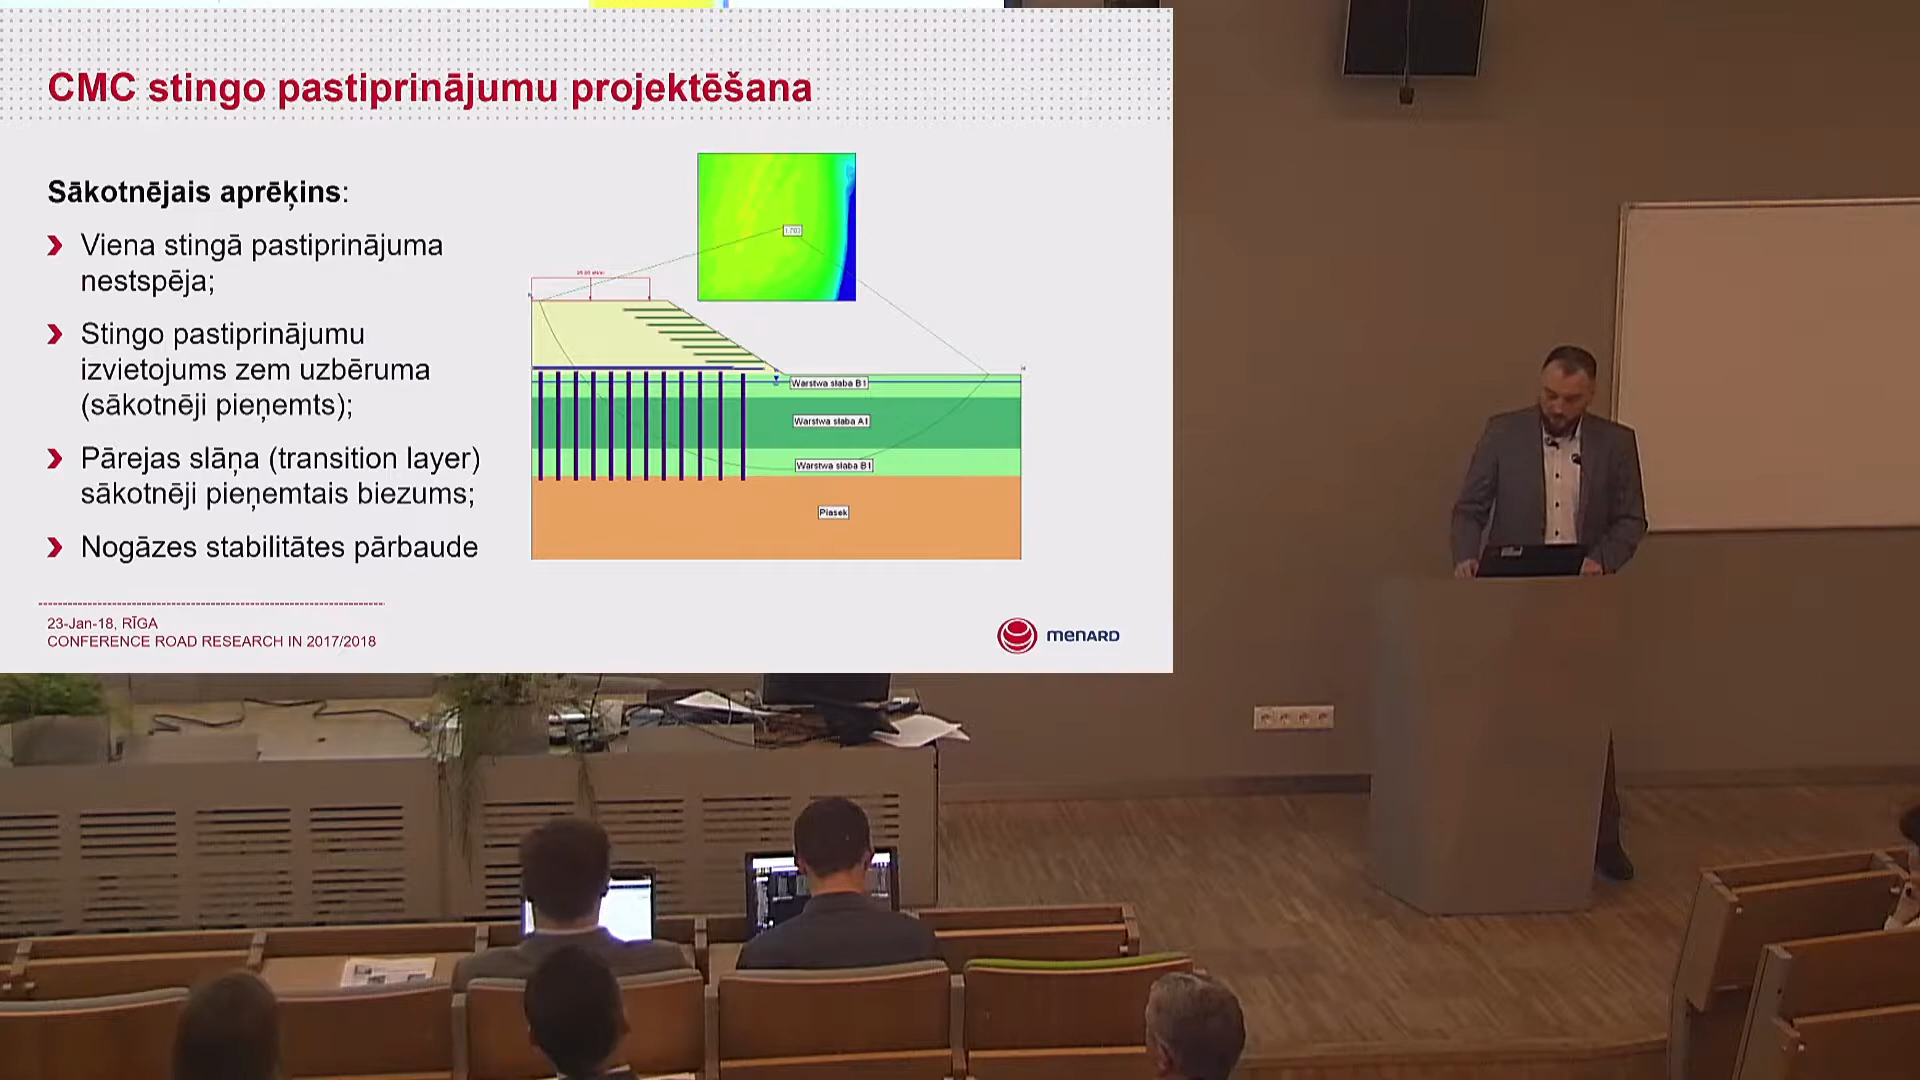 CMC stingo pastiprinājumu projektēšana
Sākotnējais aprēķins:
Viena stingā pastiprinājuma
nestspēja;
Stingo pastiprinājumu
izvietojums zem uzbēruma
(sākotnēji pieņemts);
Pārejas slāņa (transition layer)
sākotnēji pieņemtais biezums;
Nogāzes stabilitātes pārbaude
Warstwa słaba B1
Warstwa słaba A1
Warstwa słaba B1
Piasek
23-Jan-18, RĪGA
CONFERENCE ROAD RESEARCH IN 2017/2018
MENARD